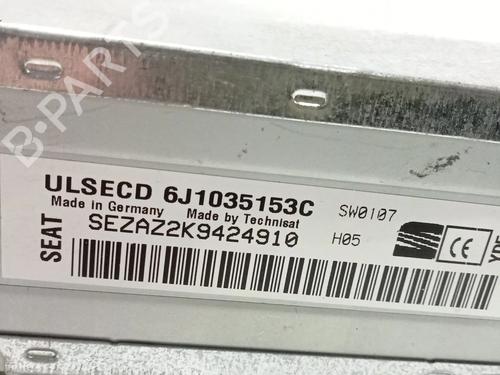 B-PARTS
ULSECD 6J1035153C SW0107
Made in Germany Made by Technisat
SEZAZ2K9424910 H05
SEAT
CE